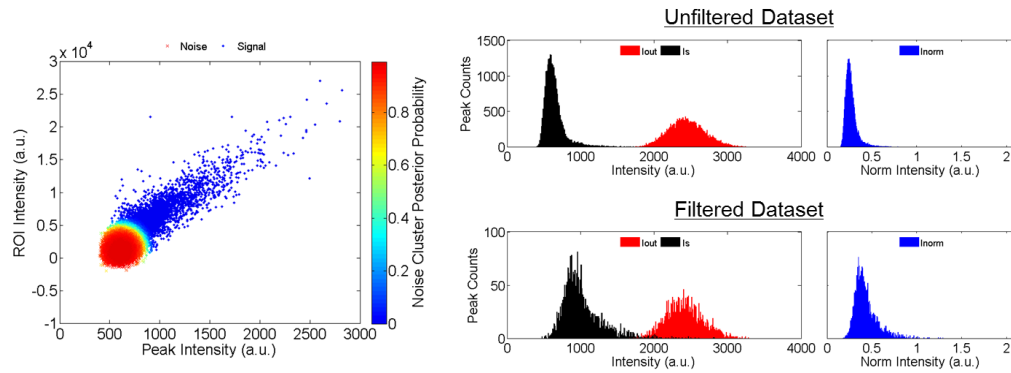 x 10⁴
Noise Signal
3
2.5
2
1.5
1
0.5
0
-0.5
-1
0 500 1000 1500 2000 2500 3000
Peak Intensity (a.u.)
ROI Intensity (a.u.)
0.8
0.6
0.4
0.2
0
Noise Cluster Posterior Probability
Unfiltered Dataset
1500
1000
500
0
Peak Counts
Iout Is
0 1000 2000 3000 4000
Intensity (a.u.)
Inorm
0 0.5 1 1.5 2
Norm Intensity (a.u.)
Filtered Dataset
100
50
0
Peak Counts
Iout Is
0 1000 2000 3000 4000
Intensity (a.u.)
Inorm
0 0.5 1 1.5 2
Norm Intensity (a.u.)